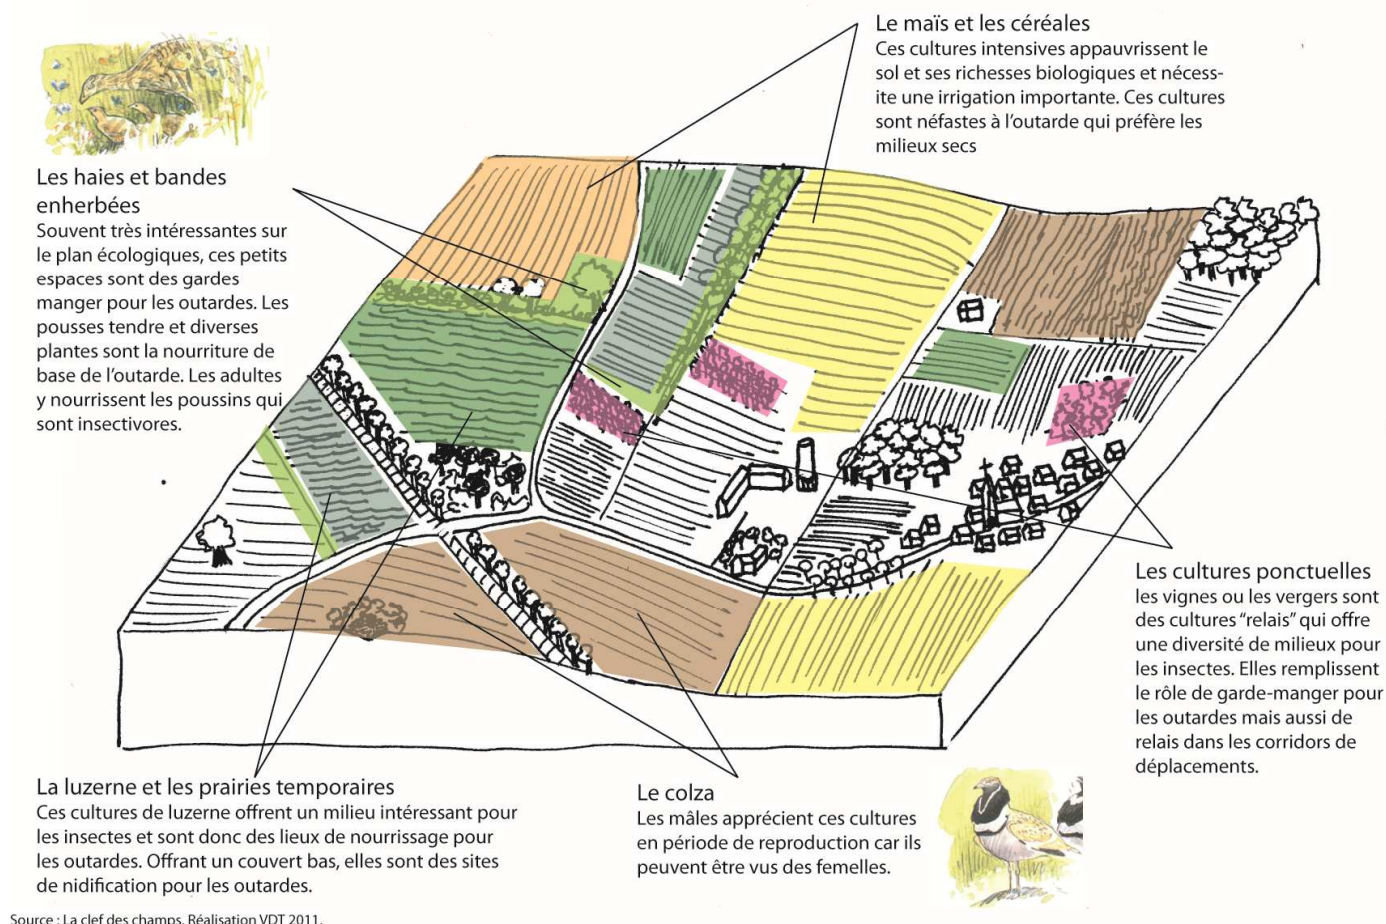 Le maïs et les céréales
Ces cultures intensives appauvrissent le
sol et ses richesses biologiques et nécess-
ite une irrigation importante. Ces cultures
sont néfastes à l'outarde qui préfère les
milieux secs
Les haies et bandes
enherbées
Souvent très intéressantes sur
le plan écologiques, ces petits
espaces sont des gardes
manger pour les outardes. Les
pousses tendre et diverses
plantes sont la nourriture de
base de l'outarde. Les adultes
y nourrissent les poussins qui
sont insectivores.
Les cultures ponctuelles
les vignes ou les vergers sont
des cultures "relais" qui offre
une diversité de milieux pour
les insectes. Elles remplissent
le rôle de garde-manger pour
les outardes mais aussi de
relais dans les corridors de
déplacements.
La luzerne et les prairies temporaires
Ces cultures de luzerne offrent un milieu intéressant pour
les insectes et sont donc des lieux de nourrissage pour
les outardes. Offrant un couvert bas, elles sont des sites
de nidification pour les outardes.
Le colza
Les mâles apprécient ces cultures
en période de reproduction car ils
peuvent être vus des femelles.
Source : La clef des champs. Réalisation VDT 2011.